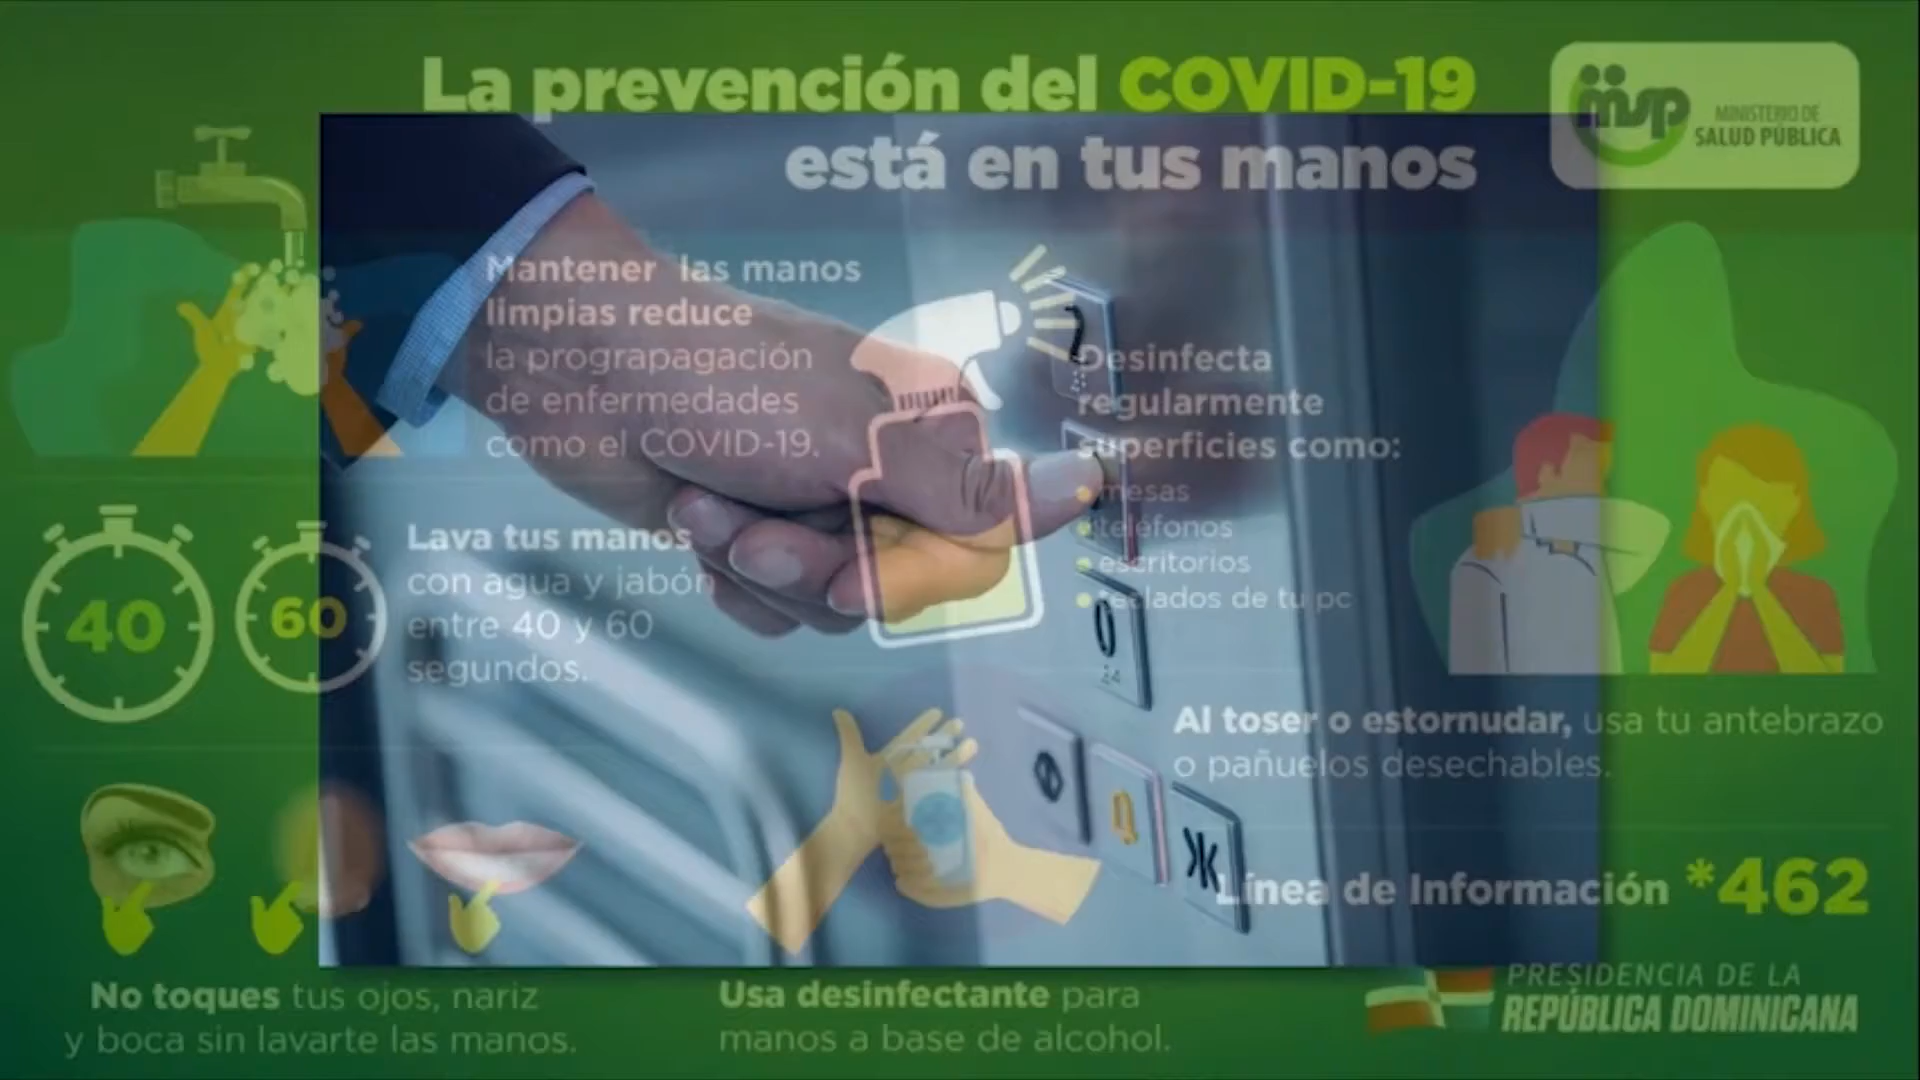 La prevención del COVID-19
está en tus manos
msp
MINISTERIO DE
SALUD PÚBLICA
Mantener las manos
limpias reduce
la prograpagación
de enfermedades
como el COVID-19.
Desinfecta
regularmente
superficies como:
mesas
teléfonos
escritorios
teclados de tu pc
40
60
Lava tus manos
con agua y jabón
entre 40 y 60
segundos.
0
Al toser o estornudar, usa tu antebrazo
o pañuelos desechables.
Línea de Información *462
No toques tus ojos, nariz
y boca sin lavarte las manos.
Usa desinfectante para
manos a base de alcohol.
PRESIDENCIA DE LA
REPÚBLICA DOMINICANA